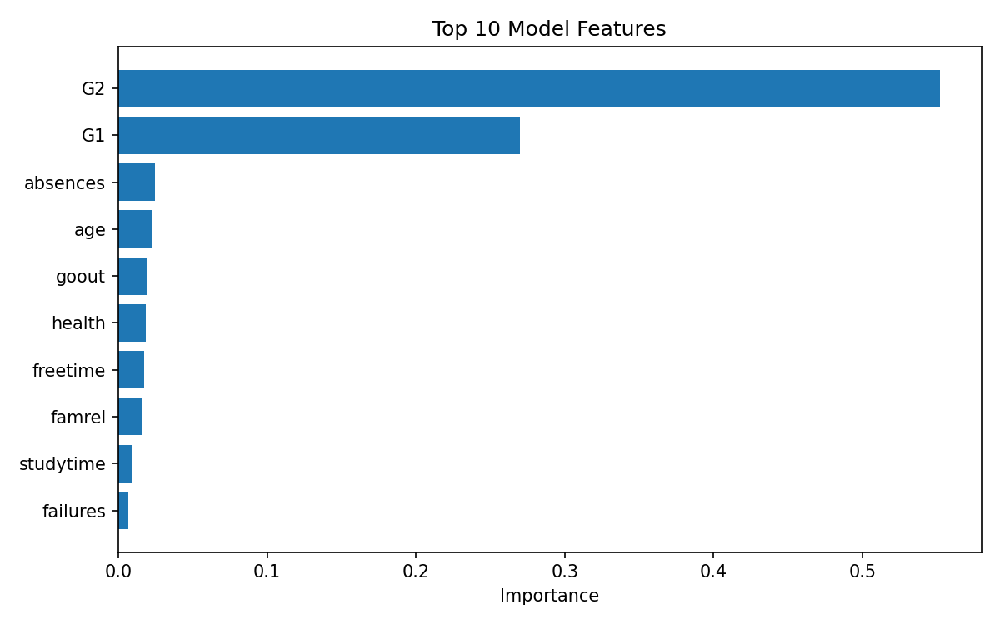 Top 10 Model Features
G2
G1
absences
age
goout
health
freetime
famrel
studytime
failures
0.0 0.1 0.2 0.3 0.4 0.5
Importance